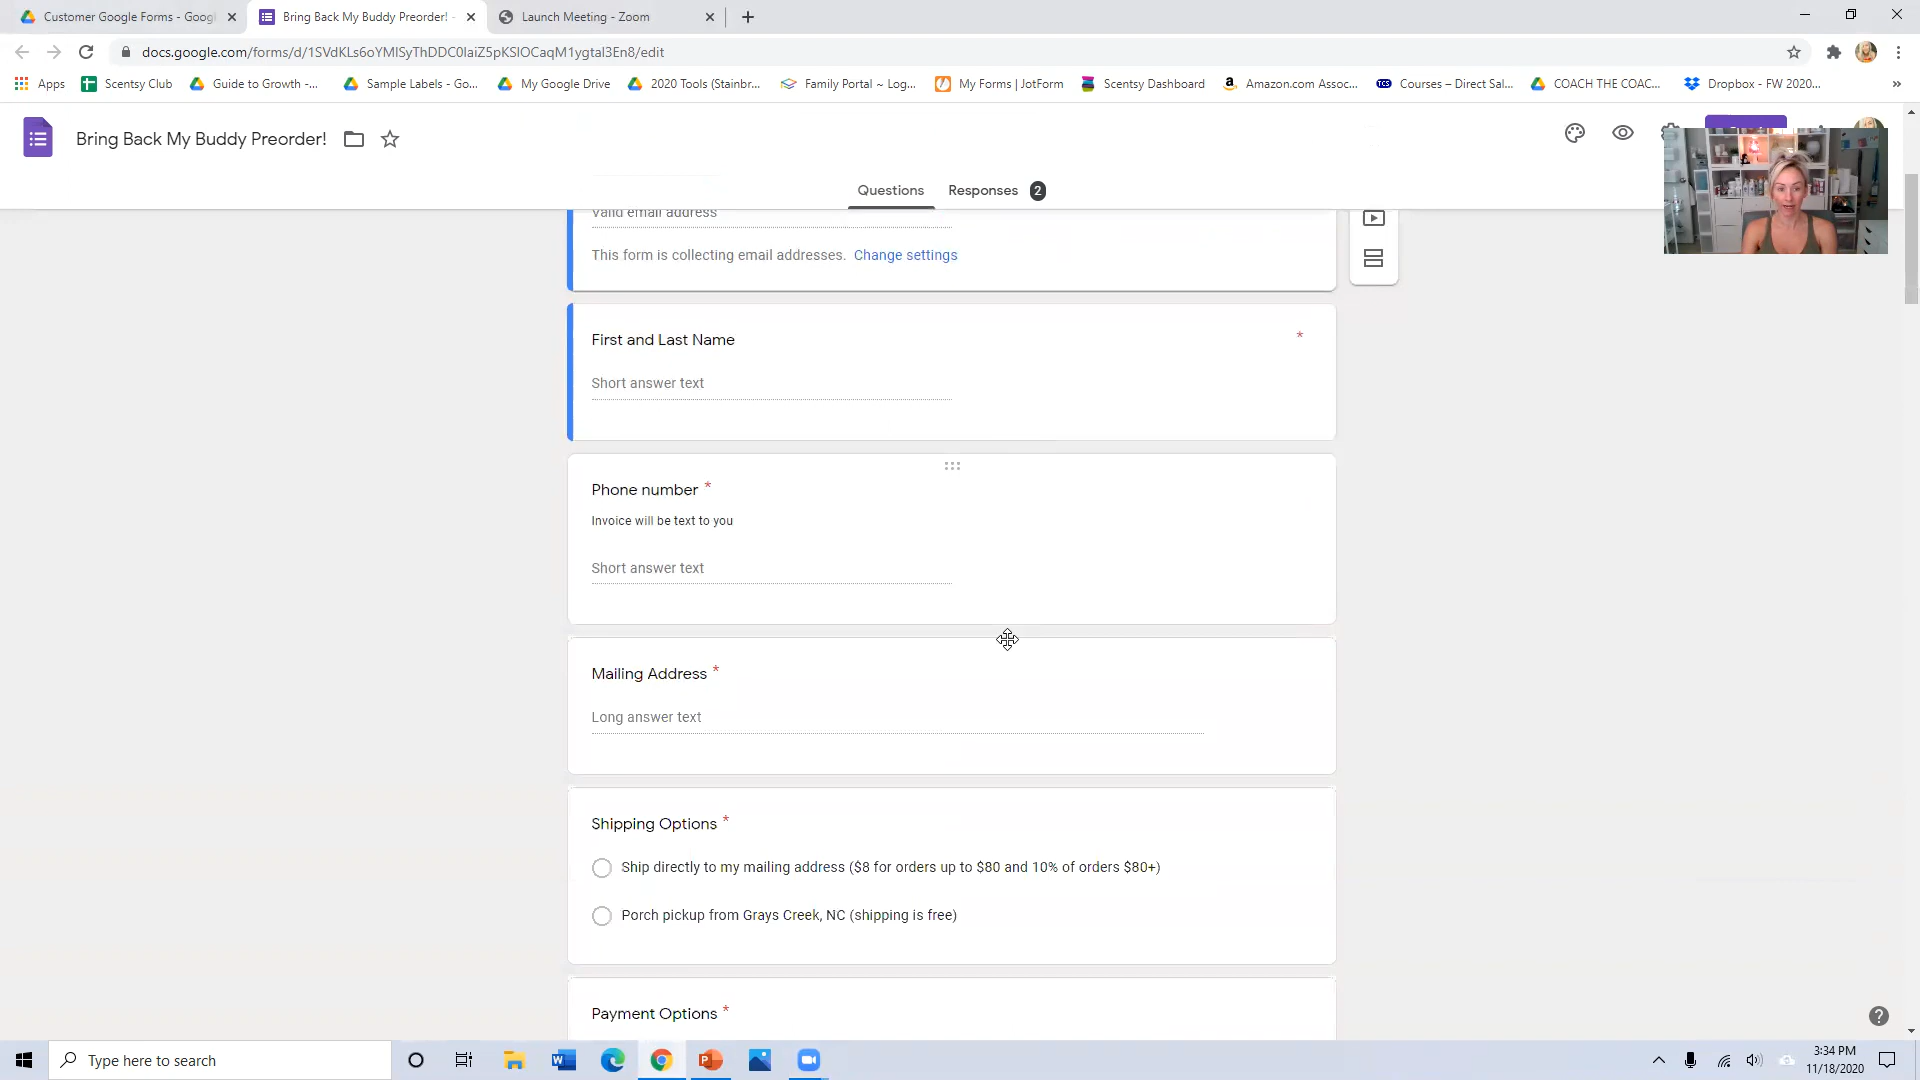 Customer Google Forms - Googl
Bring Back My Buddy Preorder! -
Launch Meeting - Zoom
docs.google.com/forms/d/1SVdKLs6oYMlSyThDDC0laiZ5pKSlOCaqM1ygtal3En8/edit
Apps
Scentsy Club
Guide to Growth -...
Sample Labels - Go...
My Google Drive
2020 Tools (Stainbr...
Family Portal ~ Log...
My Forms | JotForm
Scentsy Dashboard
Amazon.com Assoc...
TCS
Courses – Direct Sal...
COACH THE COAC...
Dropbox - FW 2020...
»
Bring Back My Buddy Preorder!
Questions
Responses 2
Valid email address
This form is collecting email addresses. Change settings
First and Last Name *
Short answer text
Phone number *
Invoice will be text to you
Short answer text
Mailing Address *
Long answer text
Shipping Options *
Ship directly to my mailing address ($8 for orders up to $80 and 10% of orders $80+)
Porch pickup from Grays Creek, NC (shipping is free)
Payment Options *
Type here to search
3:34 PM
11/18/2020